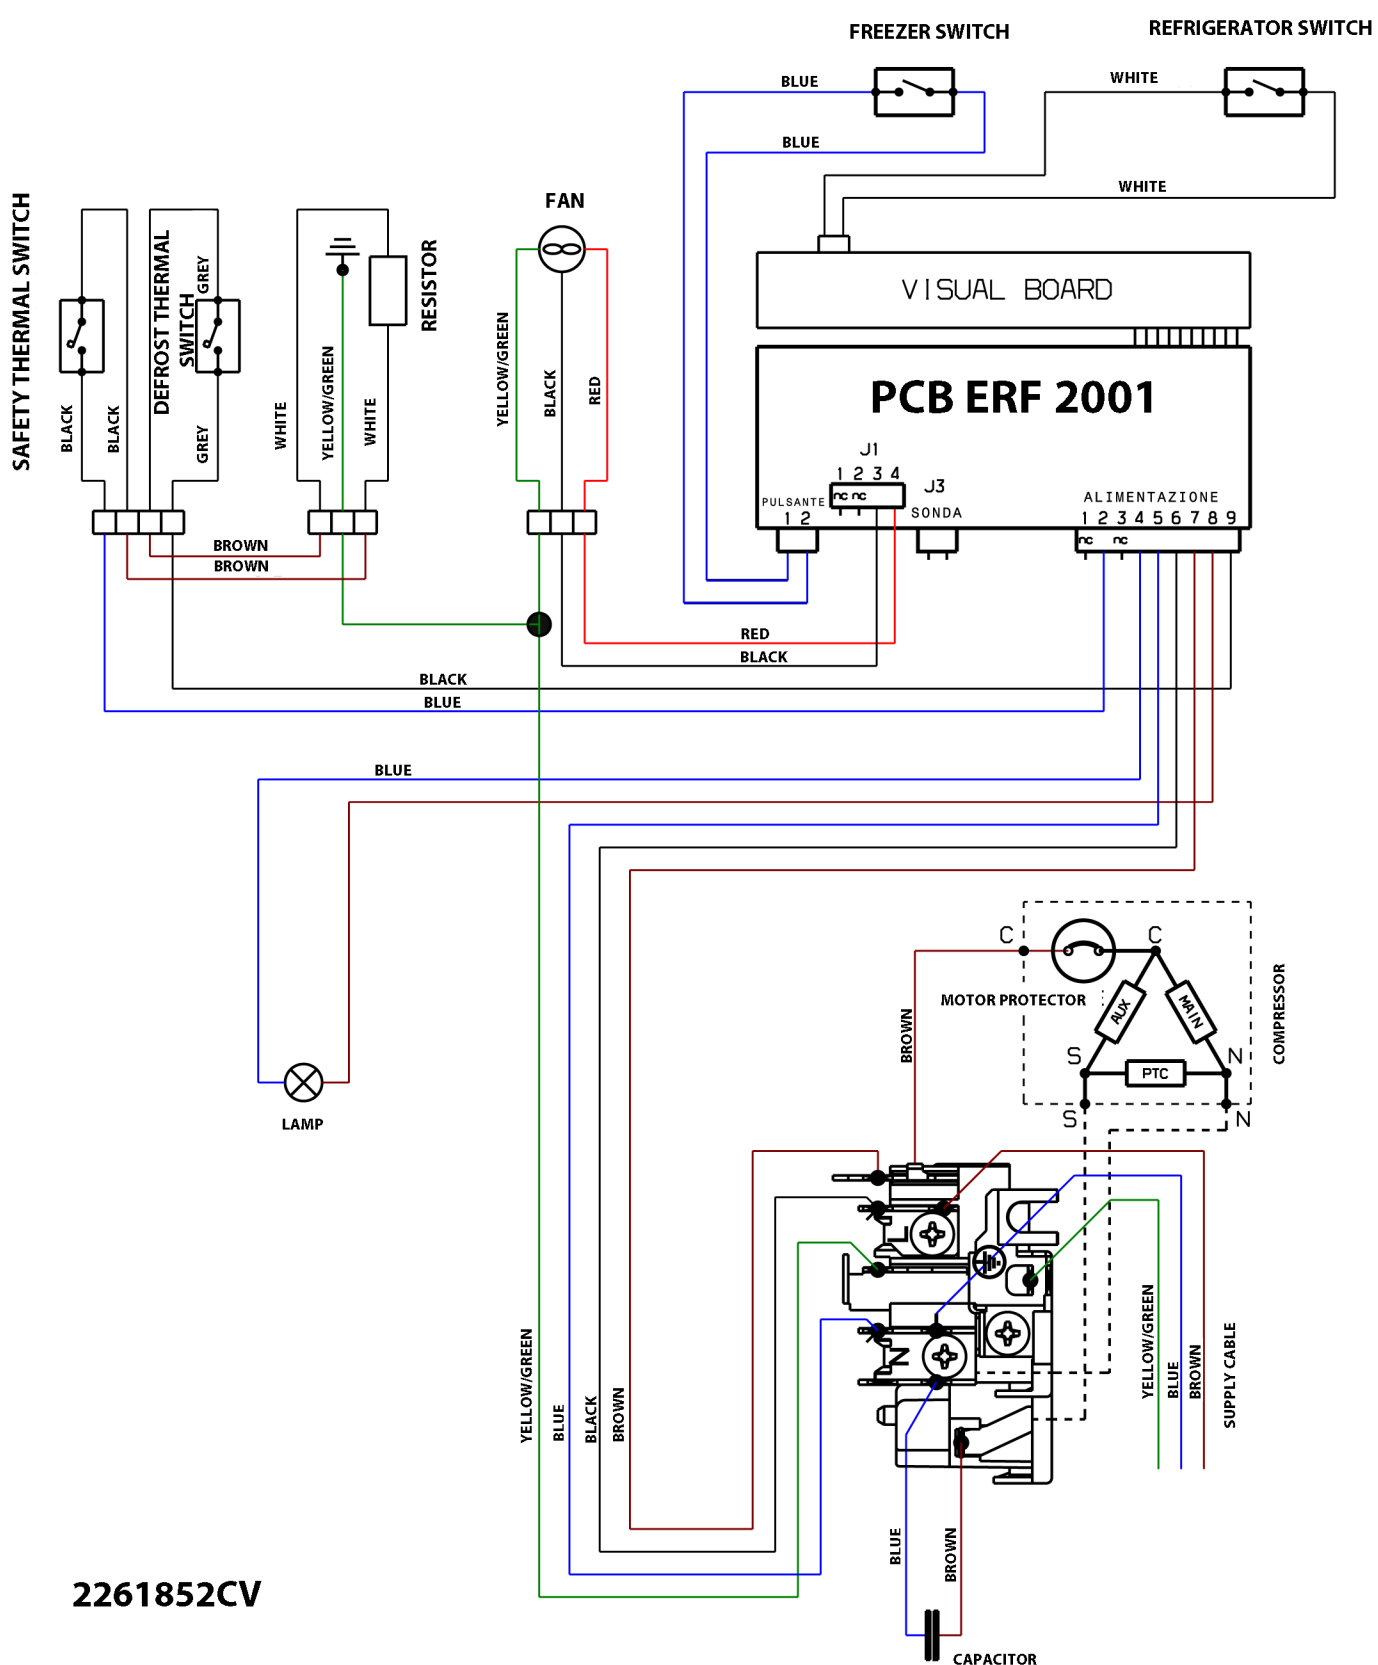 FREEZER SWITCH
REFRIGERATOR SWITCH
BLUE
WHITE
BLUE
WHITE
SAFETY THERMAL SWITCH
BLACK
BLACK
DEFROST THERMAL
SWITCH
GREY
GREY
WHITE
YELLOW/GREEN
WHITE
RESISTOR
FAN
YELLOW/GREEN
BLACK
RED
VISUAL BOARD
PCB ERF 2001
J1
1 2 3 4
nc nc
J3
SONDA
PULSANTE
1 2
ALIMENTAZIONE
1 2 3 4 5 6 7 8 9
nc nc
BROWN
BROWN
RED
BLACK
BLACK
BLUE
BLUE
LAMP
C
C
MOTOR PROTECTOR
AUX
MAIN
S
N
PTC
S
N
COMPRESSOR
BROWN
L
N
YELLOW/GREEN
BLUE
BLACK
BROWN
YELLOW/GREEN
BLUE
BROWN
SUPPLY CABLE
BLUE
BROWN
CAPACITOR
2261852CV